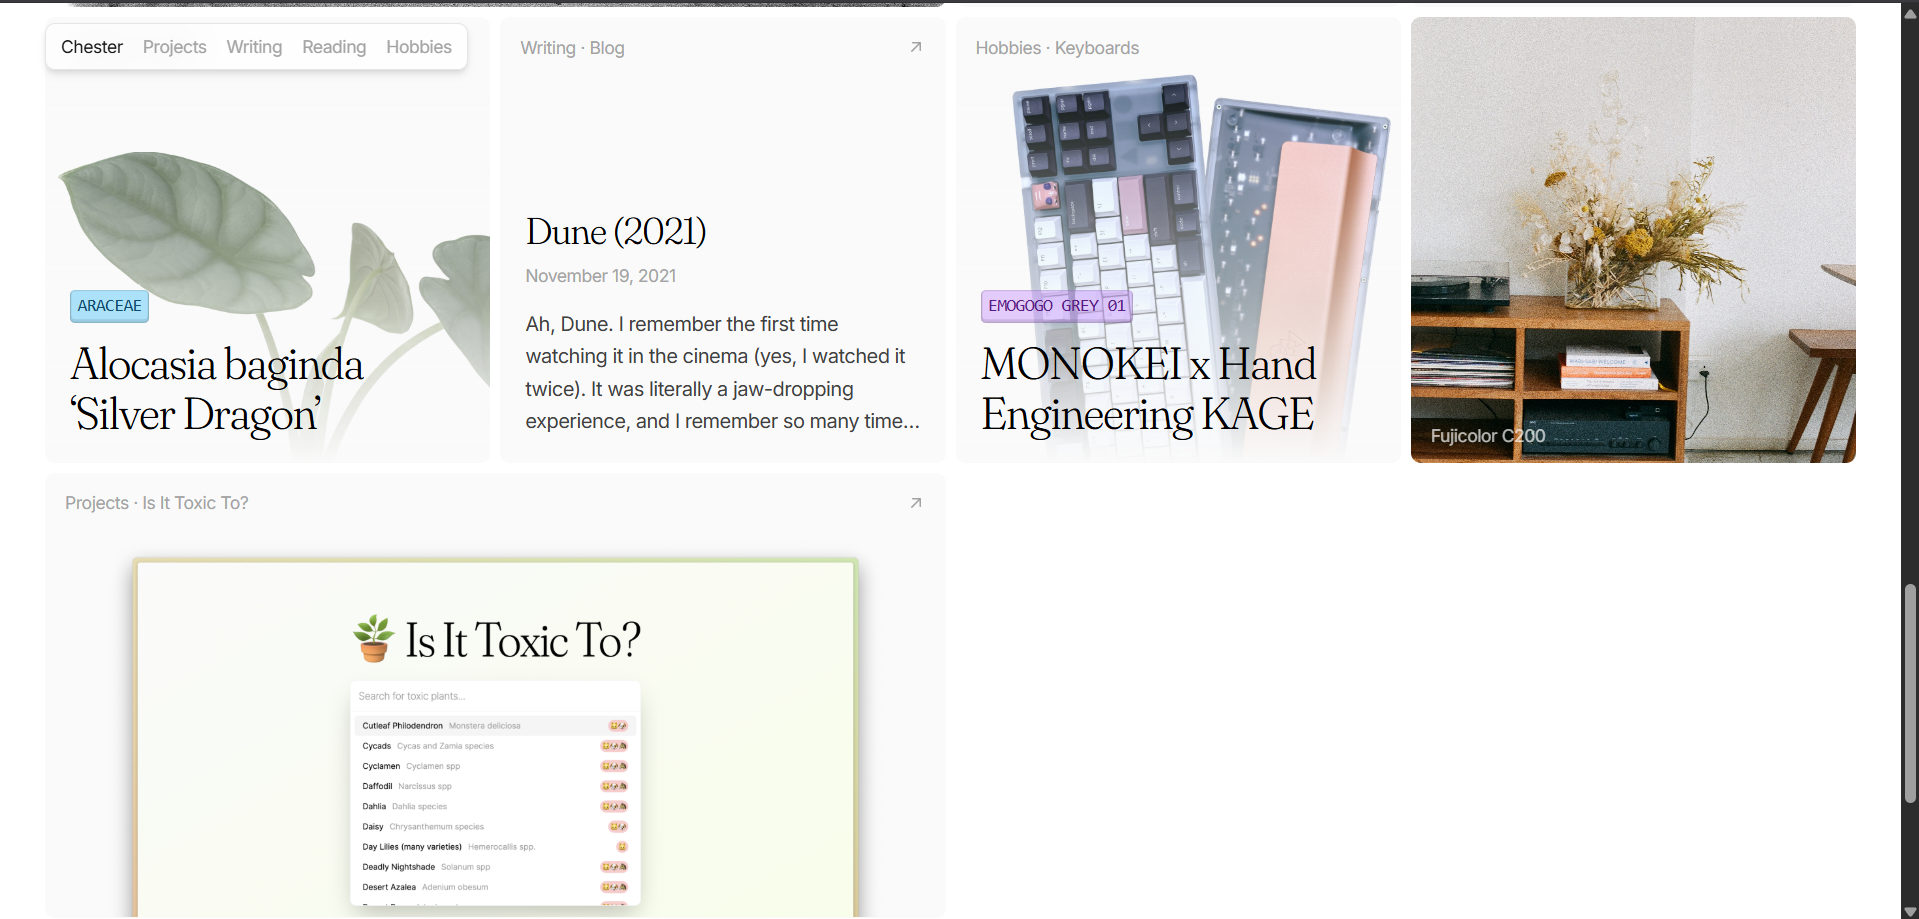 Chester Projects Writing Reading Hobbies
ARACEAE
Alocasia baginda
‘Silver Dragon’
Writing · Blog
Dune (2021)
November 19, 2021
Ah, Dune. I remember the first time
watching it in the cinema (yes, I watched it
twice). It was literally a jaw-dropping
experience, and I remember so many time...
Hobbies · Keyboards
EMOGOGO GREY 01
MONOKEI x Hand
Engineering KAGE
Fujicolor C200
Projects · Is It Toxic To?
Is It Toxic To?
Search for toxic plants...
Cutleaf Philodendron Monstera deliciosa
Cycads Cycas and Zamia species
Cyclamen Cyclamen spp
Daffodil Narcissus spp
Dahlia Dahlia species
Daisy Chrysanthemum species
Day Lilies (many varieties) Hemerocallis spp.
Deadly Nightshade Solanum spp
Desert Azalea Adenium obesum